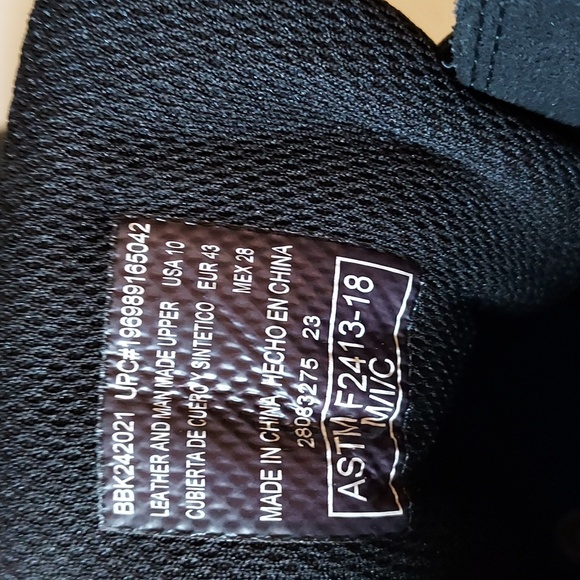 BBK242021 UPC#196989165042
LEATHER AND MAN MADE UPPER USA 10
CUBIERTA DE CUERO Y SINTETICO EUR 43
MEX 28
MADE IN CHINA, HECHO EN CHINA
28083275 23
ASTM F2413-18
M/I/C